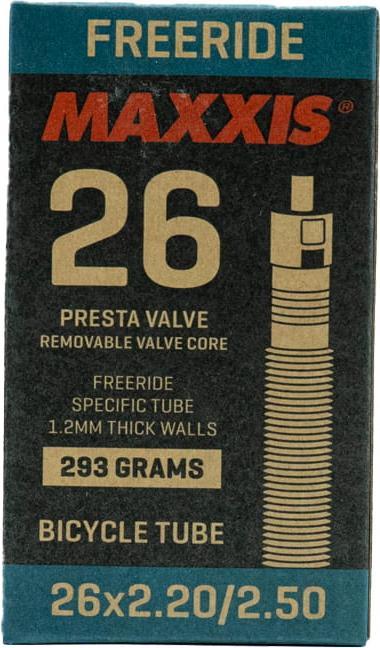 FREERIDE
MAXXIS®
26
PRESTA VALVE
REMOVABLE VALVE CORE
FREERIDE
SPECIFIC TUBE
1.2MM THICK WALLS
293 GRAMS
BICYCLE TUBE
26x2.20/2.50